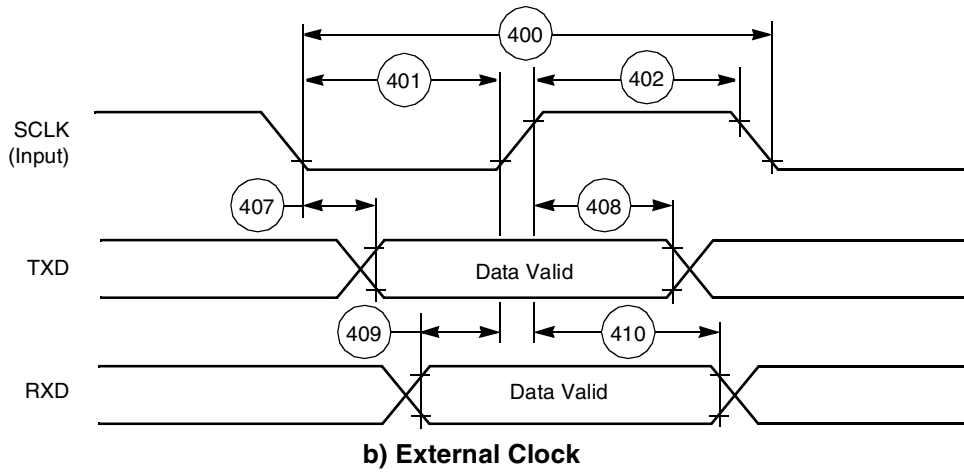 400
401
402
SCLK
(Input)
407
408
TXD
Data Valid
409
410
RXD
Data Valid
b) External Clock